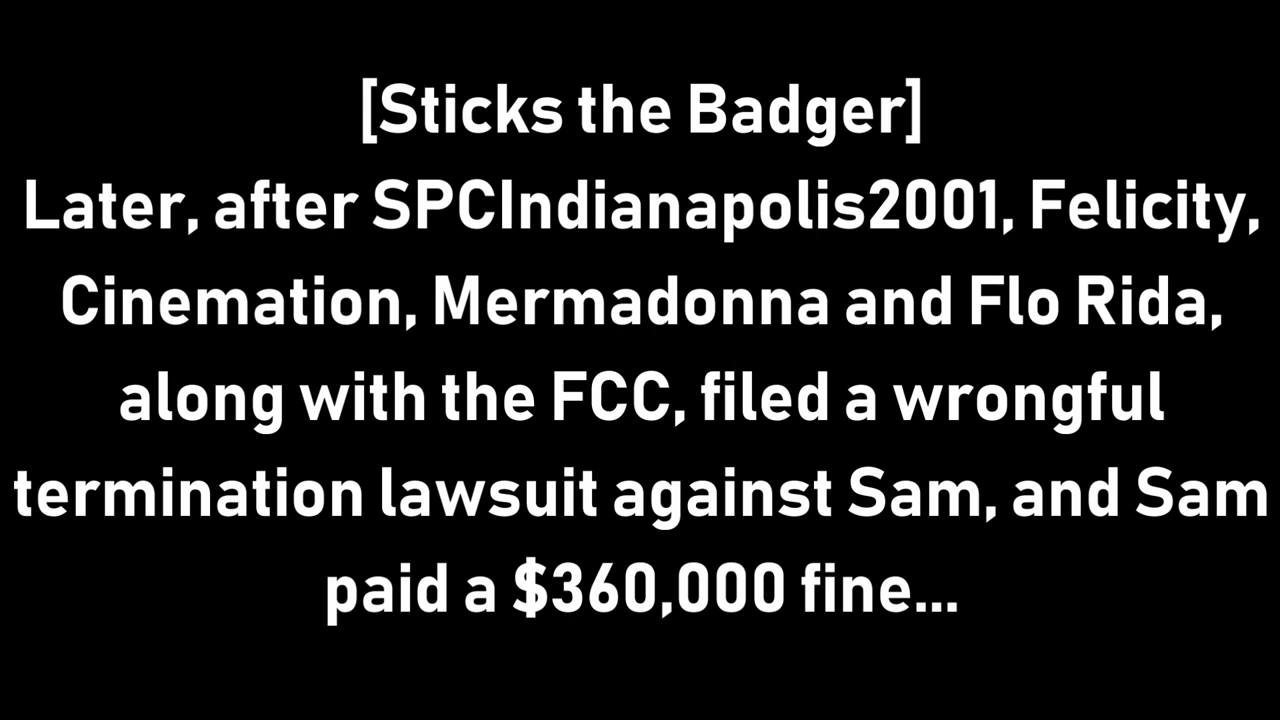 [Sticks the Badger]
Later, after SPCIndianapolis2001, Felicity,
Cinemation, Mermadonna and Flo Rida,
along with the FCC, filed a wrongful
termination lawsuit against Sam, and Sam
paid a $360,000 fine...